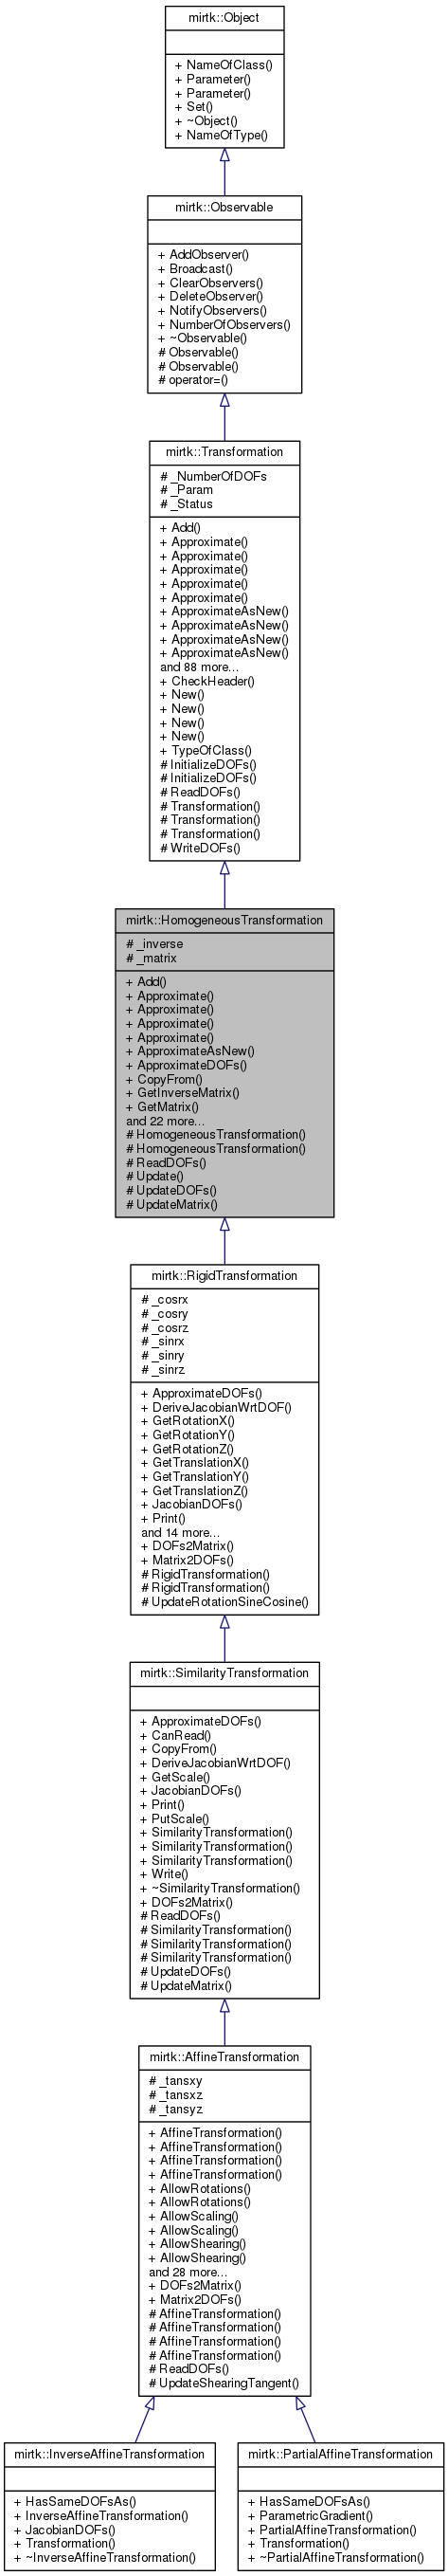 mirtk::Object
+ NameOfClass()
+ Parameter()
+ Parameter()
+ Set()
+ ~Object()
+ NameOfType()
mirtk::Observable
+ AddObserver()
+ Broadcast()
+ ClearObservers()
+ DeleteObserver()
+ NotifyObservers()
+ NumberOfObservers()
+ ~Observable()
# Observable()
# Observable()
# operator=()
mirtk::Transformation
# _NumberOfDOFs
# _Param
# _Status
+ Add()
+ Approximate()
+ Approximate()
+ Approximate()
+ Approximate()
+ Approximate()
+ ApproximateAsNew()
+ ApproximateAsNew()
+ ApproximateAsNew()
+ ApproximateAsNew()
and 88 more...
+ CheckHeader()
+ New()
+ New()
+ New()
+ New()
+ TypeOfClass()
# InitializeDOFs()
# InitializeDOFs()
# ReadDOFs()
# Transformation()
# Transformation()
# Transformation()
# WriteDOFs()
mirtk::HomogeneousTransformation
# _inverse
# _matrix
+ Add()
+ Approximate()
+ Approximate()
+ Approximate()
+ Approximate()
+ ApproximateAsNew()
+ ApproximateDOFs()
+ CopyFrom()
+ GetInverseMatrix()
+ GetMatrix()
and 22 more...
# HomogeneousTransformation()
# HomogeneousTransformation()
# ReadDOFs()
# Update()
# UpdateDOFs()
# UpdateMatrix()
mirtk::RigidTransformation
# _cosrx
# _cosry
# _cosrz
# _sinrx
# _sinry
# _sinrz
+ ApproximateDOFs()
+ DeriveJacobianWrtDOF()
+ GetRotationX()
+ GetRotationY()
+ GetRotationZ()
+ GetTranslationX()
+ GetTranslationY()
+ GetTranslationZ()
+ JacobianDOFs()
+ Print()
and 14 more...
+ DOFs2Matrix()
+ Matrix2DOFs()
# RigidTransformation()
# RigidTransformation()
# UpdateRotationSineCosine()
mirtk::SimilarityTransformation
+ ApproximateDOFs()
+ CanRead()
+ CopyFrom()
+ DeriveJacobianWrtDOF()
+ GetScale()
+ JacobianDOFs()
+ Print()
+ PutScale()
+ SimilarityTransformation()
+ SimilarityTransformation()
+ SimilarityTransformation()
+ Write()
+ ~SimilarityTransformation()
+ DOFs2Matrix()
# ReadDOFs()
# SimilarityTransformation()
# SimilarityTransformation()
# SimilarityTransformation()
# UpdateDOFs()
# UpdateMatrix()
mirtk::AffineTransformation
# _tansxy
# _tansxz
# _tansyz
+ AffineTransformation()
+ AffineTransformation()
+ AffineTransformation()
+ AffineTransformation()
+ AllowRotations()
+ AllowRotations()
+ AllowScaling()
+ AllowScaling()
+ AllowShearing()
+ AllowShearing()
and 28 more...
+ DOFs2Matrix()
+ Matrix2DOFs()
# AffineTransformation()
# AffineTransformation()
# AffineTransformation()
# AffineTransformation()
# ReadDOFs()
# UpdateShearingTangent()
mirtk::InverseAffineTransformation
+ HasSameDOFsAs()
+ InverseAffineTransformation()
+ JacobianDOFs()
+ Transformation()
+ ~InverseAffineTransformation()
mirtk::PartialAffineTransformation
+ HasSameDOFsAs()
+ ParametricGradient()
+ PartialAffineTransformation()
+ Transformation()
+ ~PartialAffineTransformation()